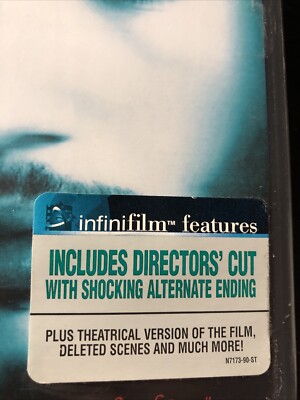 infinifilm™ features
INCLUDES DIRECTORS' CUT
WITH SHOCKING ALTERNATE ENDING
PLUS THEATRICAL VERSION OF THE FILM,
DELETED SCENES AND MUCH MORE!
N7173-90-ST